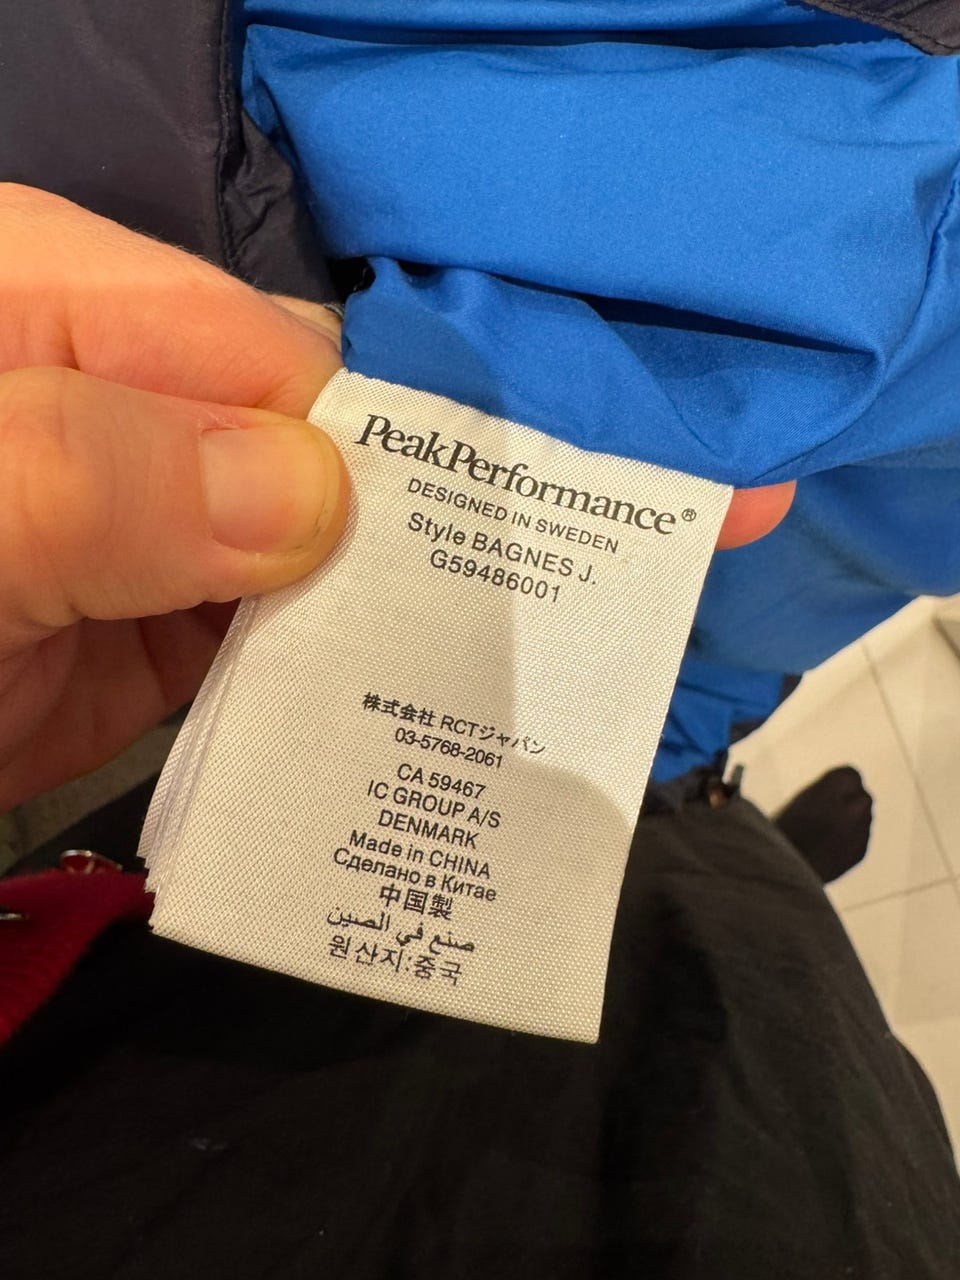 PeakPerformance®
DESIGNED IN SWEDEN
Style BAGNES J.
G59486001
株式会社 RCTジャパン
03-5768-2061
CA 59467
IC GROUP A/S
DENMARK
Made in CHINA
Сделано в Китае
中国製
صنع في الصين
원산지:중국